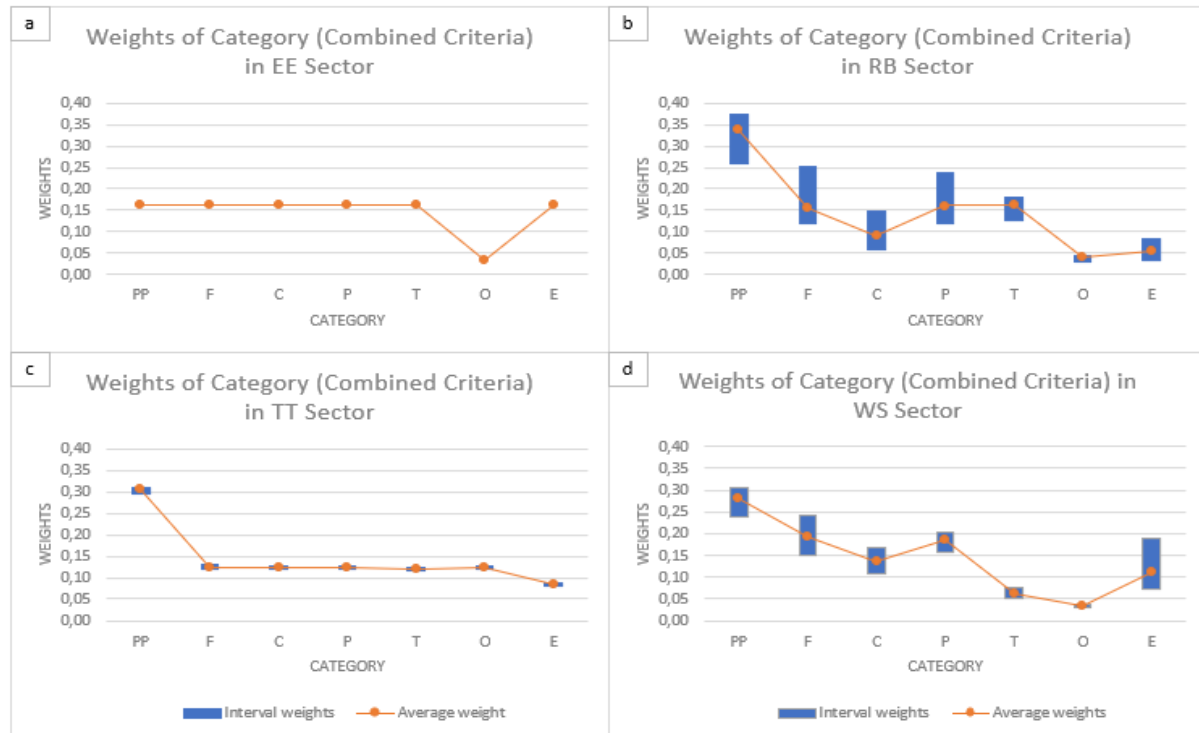 a
Weights of Category (Combined Criteria)
in EE Sector
0,40
0,35
0,30
0,25
0,20
0,15
0,10
0,05
0,00
WEIGHTS
PP F C P T O E
CATEGORY
b
Weights of Category (Combined Criteria)
in RB Sector
0,40
0,35
0,30
0,25
0,20
0,15
0,10
0,05
0,00
WEIGHTS
PP F C P T O E
CATEGORY
c
Weights of Category (Combined Criteria)
in TT Sector
0,40
0,35
0,30
0,25
0,20
0,15
0,10
0,05
0,00
WEIGHTS
PP F C P T O E
CATEGORY
Interval weights Average weight
d
Weights of Category (Combined Criteria) in
WS Sector
0,40
0,35
0,30
0,25
0,20
0,15
0,10
0,05
0,00
WEIGHTS
PP F C P T O E
CATEGORY
Interval weights Average weights